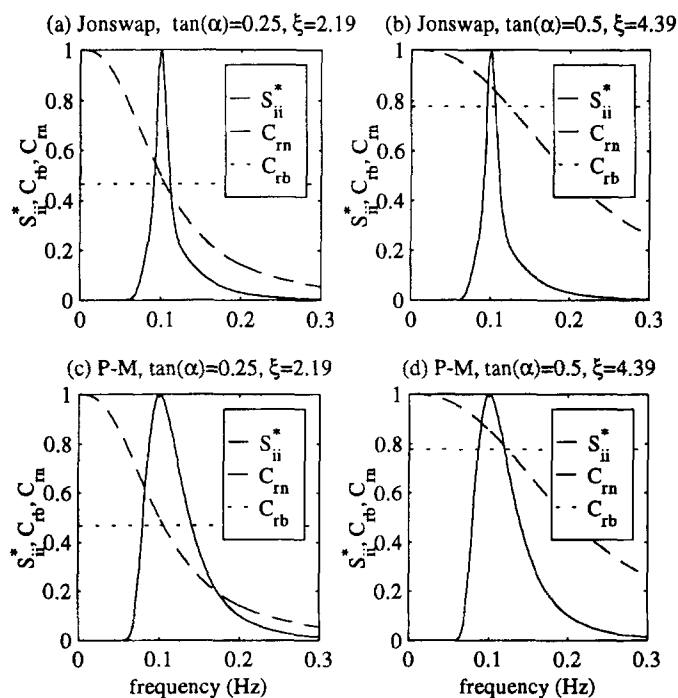 (a) Jonswap, tan(α)=0.25, ξ=2.19
(b) Jonswap, tan(α)=0.5, ξ=4.39
1
0.8
0.6
0.4
0.2
0
S*ii, Crb, Crn
S*ii
Crn
Crb
0
0.1
0.2
0.3
1
0.8
0.6
0.4
0.2
0
S*ii, Crb, Crn
S*ii
Crn
Crb
0
0.1
0.2
0.3
(c) P-M, tan(α)=0.25, ξ=2.19
(d) P-M, tan(α)=0.5, ξ=4.39
1
0.8
0.6
0.4
0.2
0
S*ii, Crb, Crn
S*ii
Crn
Crb
0
0.1
0.2
0.3
frequency (Hz)
1
0.8
0.6
0.4
0.2
0
S*ii, Crb, Crn
S*ii
Crn
Crb
0
0.1
0.2
0.3
frequency (Hz)